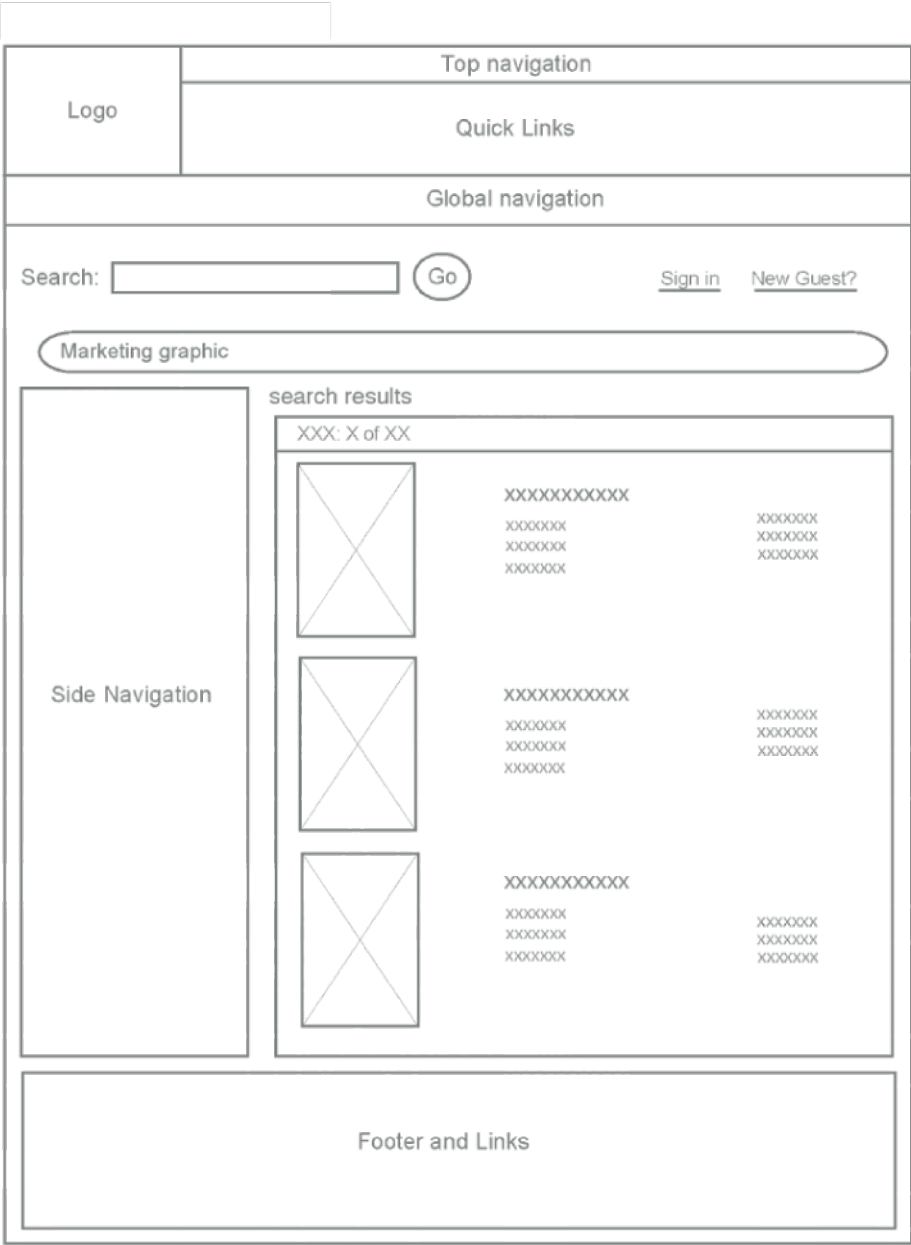 Top navigation
Logo
Quick Links
Global navigation
Search: Go Sign in New Guest?
Marketing graphic
search results
XXX: X of XX
XXXXXXXXXXX
XXXXXXX
XXXXXXX
XXXXXXX
XXXXXXX
XXXXXXX
XXXXXXX
Side Navigation
XXXXXXXXXXX
XXXXXXX
XXXXXXX
XXXXXXX
XXXXXXX
XXXXXXX
XXXXXXX
XXXXXXXXXXX
XXXXXXX
XXXXXXX
XXXXXXX
XXXXXXX
XXXXXXX
XXXXXXX
Footer and Links